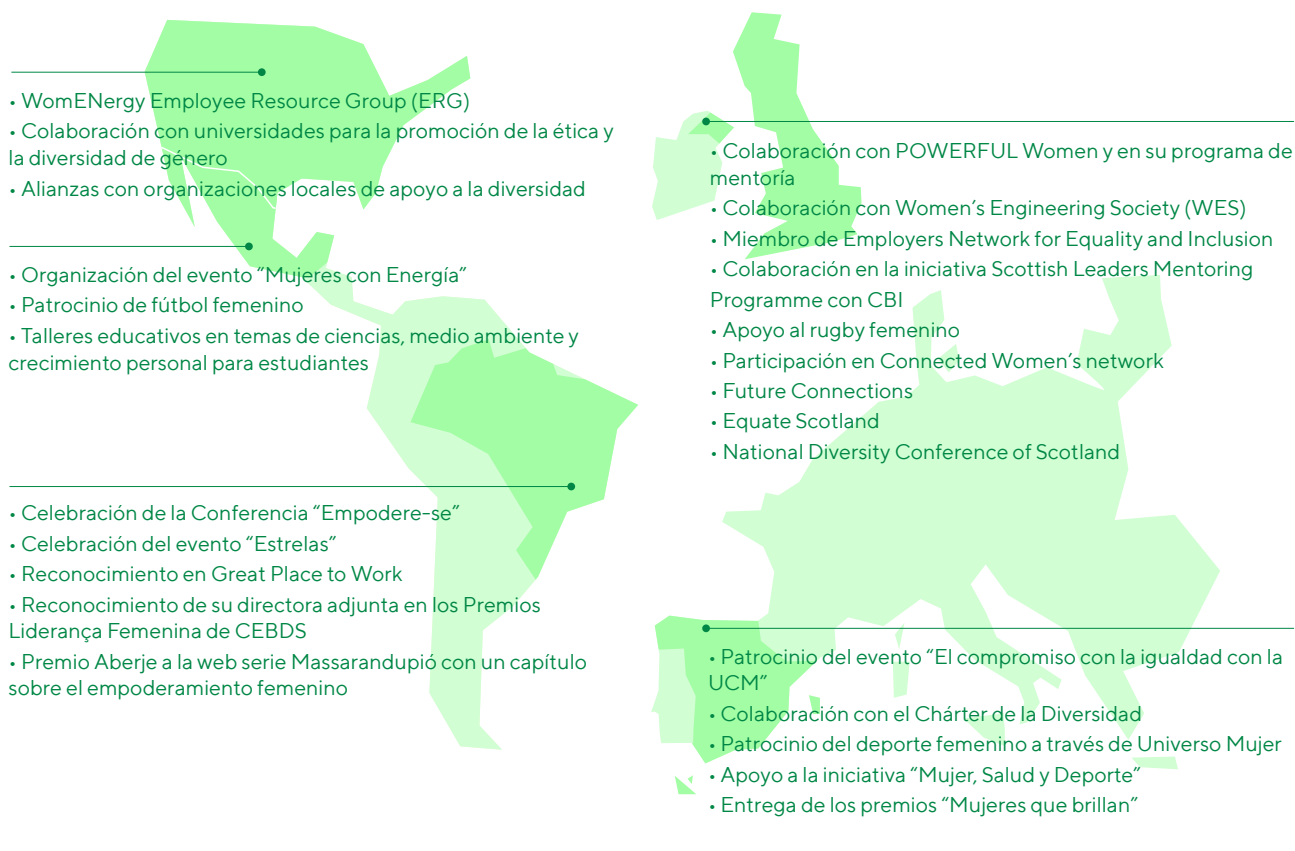 • WomENergy Employee Resource Group (ERG)
• Colaboración con universidades para la promoción de la ética y
la diversidad de género
• Alianzas con organizaciones locales de apoyo a la diversidad
• Organización del evento “Mujeres con Energía”
• Patrocinio de fútbol femenino
• Talleres educativos en temas de ciencias, medio ambiente y
crecimiento personal para estudiantes
• Celebración de la Conferencia “Empodere-se”
• Celebración del evento “Estrelas”
• Reconocimiento en Great Place to Work
• Reconocimiento de su directora adjunta en los Premios
Liderança Femenina de CEBDS
• Premio Aberje a la web serie Massarandupió con un capítulo
sobre el empoderamiento femenino
• Colaboración con POWERFUL Women y en su programa de
mentoría
• Colaboración con Women’s Engineering Society (WES)
• Miembro de Employers Network for Equality and Inclusion
• Colaboración en la iniciativa Scottish Leaders Mentoring
Programme con CBI
• Apoyo al rugby femenino
• Participación en Connected Women’s network
• Future Connections
• Equate Scotland
• National Diversity Conference of Scotland
• Patrocinio del evento “El compromiso con la igualdad con la
UCM”
• Colaboración con el Chárter de la Diversidad
• Patrocinio del deporte femenino a través de Universo Mujer
• Apoyo a la iniciativa “Mujer, Salud y Deporte”
• Entrega de los premios “Mujeres que brillan”